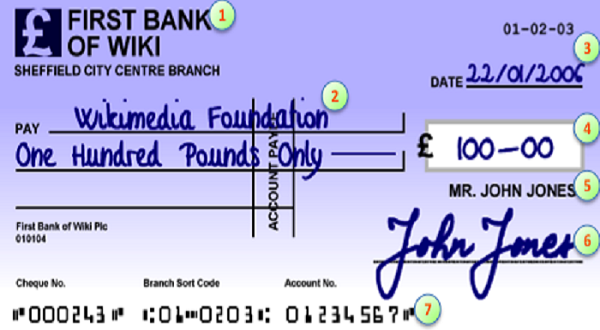 FIRST BANK
OF WIKI
1
SHEFFIELD CITY CENTRE BRANCH
01-02-03
3
DATE 22/01/2006
2
PAY Wikimedia Foundation
One Hundred Pounds Only
ACCOUNT PAYEE
£ 100-00
4
MR. JOHN JONES
5
First Bank of Wiki Plc
010104
John Jones
6
Cheque No. Branch Sort Code Account No.
⑈000243⑈ ⑆01⑉0203⑆ 01234567⑈
7